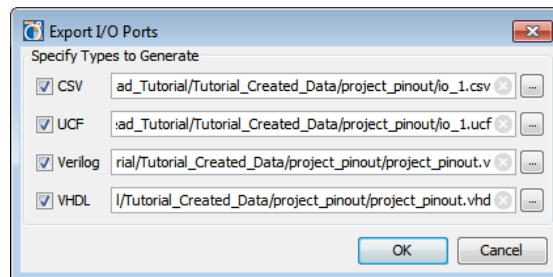 Export I/O Ports
Specify Types to Generate
CSV ad_Tutorial/Tutorial_Created_Data/project_pinout/io_1.csv ...
UCF ead_Tutorial/Tutorial_Created_Data/project_pinout/io_1.ucf ...
Verilog rial/Tutorial_Created_Data/project_pinout/project_pinout.v ...
VHDL l/Tutorial_Created_Data/project_pinout/project_pinout.vhd ...
OK Cancel